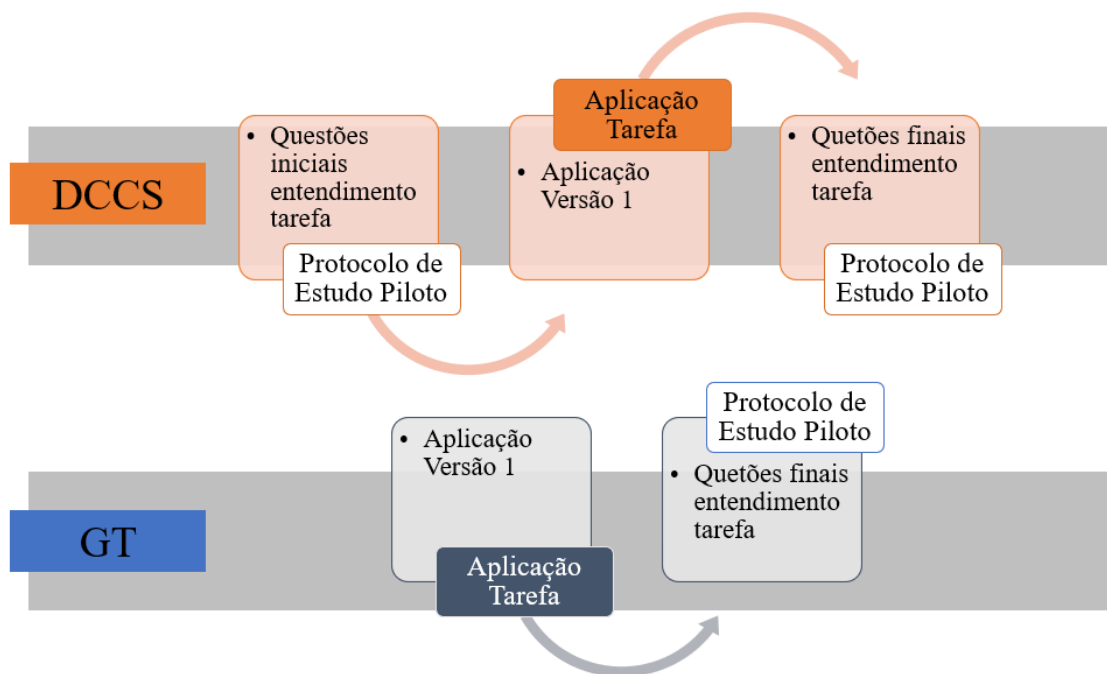 DCCS
• Questões
iniciais
entendimento
tarefa
Protocolo de
Estudo Piloto
Aplicação
Tarefa
• Aplicação
Versão 1
• Quetões finais
entendimento
tarefa
Protocolo de
Estudo Piloto
GT
• Aplicação
Versão 1
Aplicação
Tarefa
Protocolo de
Estudo Piloto
• Quetões finais
entendimento
tarefa